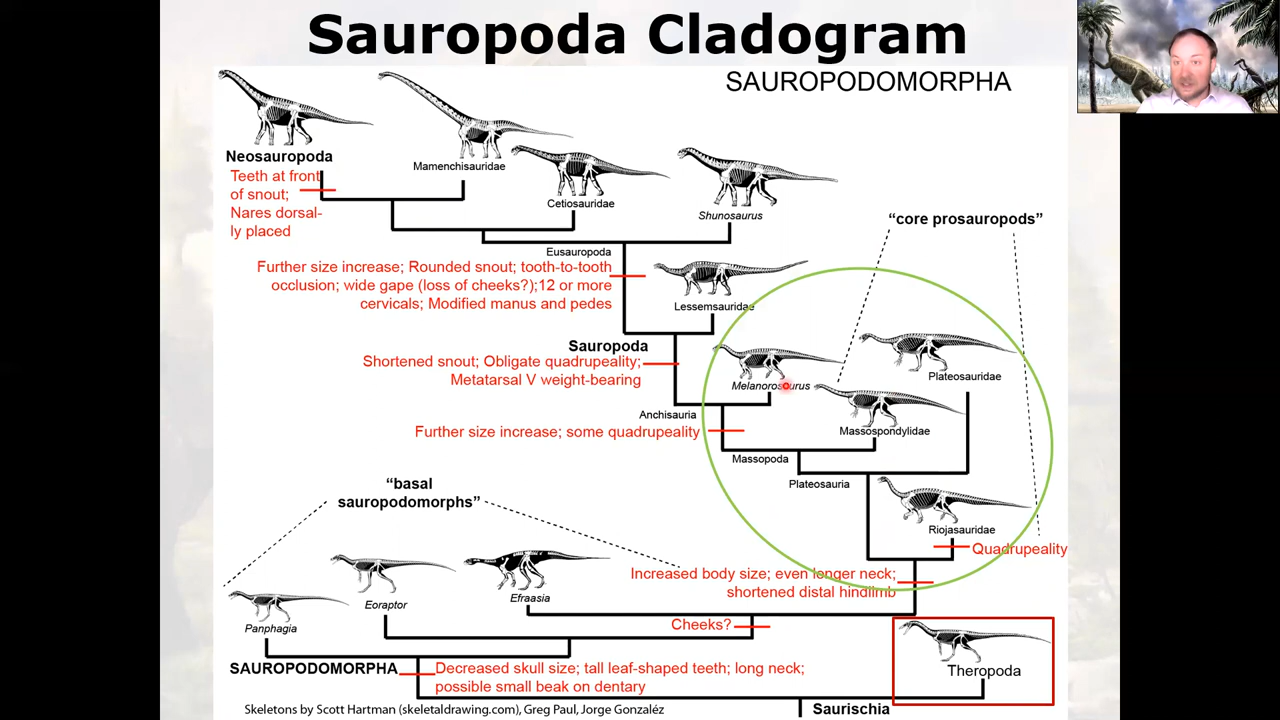 Sauropoda Cladogram
SAUROPODOMORPHA
Neosauropoda
Teeth at front
of snout;
Nares dorsal-
ly placed
Mamenchisauridae
Cetiosauridae
Shunosaurus
"core prosauropods"
Eusauropoda
Further size increase; Rounded snout; tooth-to-tooth
occlusion; wide gape (loss of cheeks?);12 or more
cervicals; Modified manus and pedes
Lessemsauridae
Sauropoda
Shortened snout; Obligate quadrupeality;
Metatarsal V weight-bearing
Melanorosaurus
Plateosauridae
Anchisauria
Further size increase; some quadrupeality
Massospondylidae
Massopoda
Plateosauria
"basal
sauropodomorphs"
Riojasauridae
Quadrupeality
Increased body size; even longer neck;
shortened distal hindlimb
Panphagia
Eoraptor
Efraasia
Cheeks?
Theropoda
SAUROPODOMORPHA
Decreased skull size; tall leaf-shaped teeth; long neck;
possible small beak on dentary
Saurischia
Skeletons by Scott Hartman (skeletaldrawing.com), Greg Paul, Jorge Gonzaléz